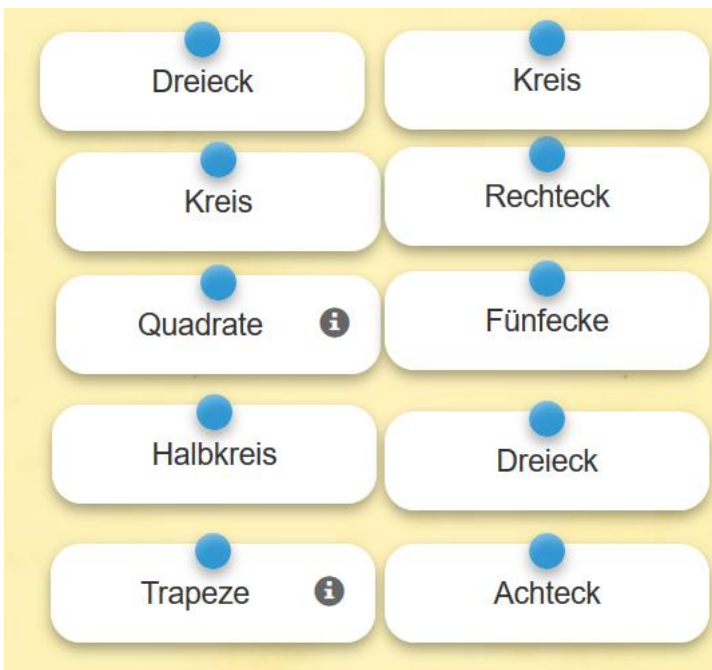 Dreieck
Kreis
Kreis
Rechteck
Quadrate
Fünfecke
Halbkreis
Dreieck
Trapeze
Achteck